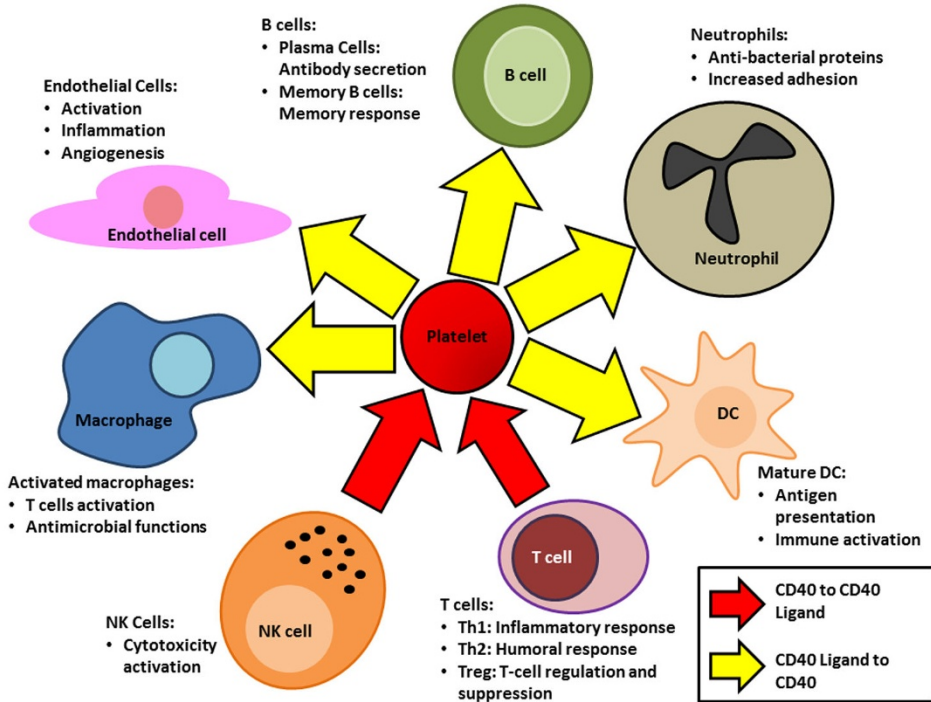 B cells:
• Plasma Cells:
Antibody secretion
• Memory B cells:
Memory response
B cell
Neutrophils:
• Anti-bacterial proteins
• Increased adhesion
Neutrophil
Endothelial Cells:
• Activation
• Inflammation
• Angiogenesis
Endothelial cell
Platelet
Macrophage
Activated macrophages:
• T cells activation
• Antimicrobial functions
DC
Mature DC:
• Antigen
presentation
• Immune activation
NK Cells:
• Cytotoxicity
activation
NK cell
T cell
T cells:
• Th1: Inflammatory response
• Th2: Humoral response
• Treg: T-cell regulation and
suppression
CD40 to CD40
Ligand
CD40 Ligand to
CD40